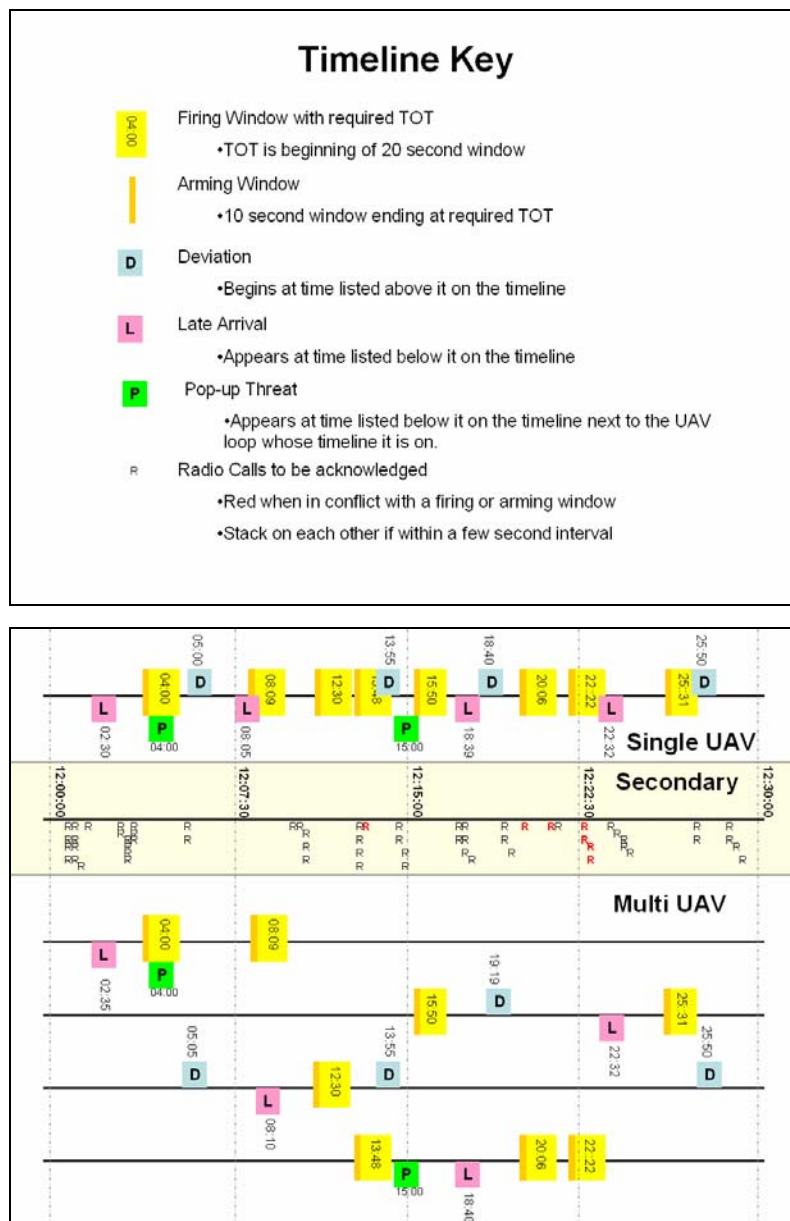 Timeline Key
04:00
Firing Window with required TOT
•TOT is beginning of 20 second window
Arming Window
•10 second window ending at required TOT
D
Deviation
•Begins at time listed above it on the timeline
L
Late Arrival
•Appears at time listed below it on the timeline
P
Pop-up Threat
•Appears at time listed below it on the timeline next to the UAV
loop whose timeline it is on.
R
Radio Calls to be acknowledged
•Red when in conflict with a firing or arming window
•Stack on each other if within a few second interval
05:00 13:55 18:40 25:50
04:00 D 08:09 12:30 D 15:50 D 20:06 22:22 25:31 D
L P L P L L
02:30 04:00 08:05 15:00 18:39 22:32
Single UAV
12:00:00 12:07:30 12:15:00 12:22:30 12:30:00
Secondary
Multi UAV
04:00 08:09
L P
02:35 04:00
19:19
15:50 D 25:31
L
22:32
05:05 13:55 25:50
D 12:30 D D
L
08:10
13:48 20:06 22:22
P L
15:00 18:40